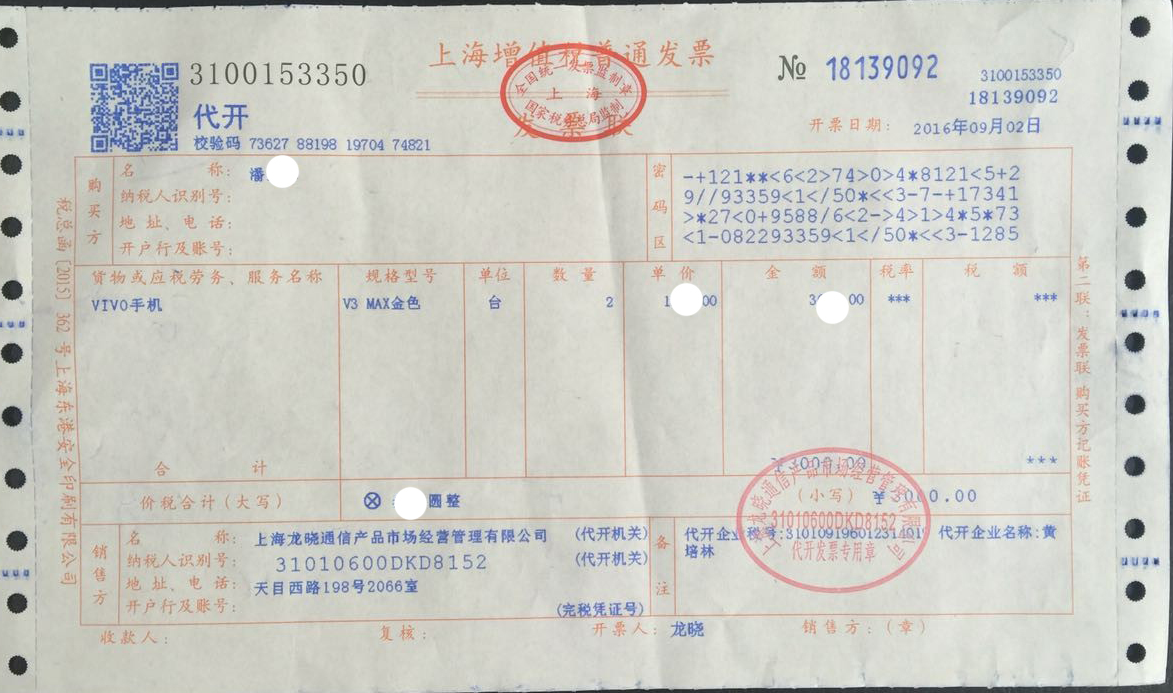 上海增值税普通发票
发票联
全国统一发票监制章
上海
国家税务总局监制
3100153350
代开
校验码 73627 88198 19704 74821
№ 18139092
3100153350
18139092
开票日期: 2016年09月02日
购买方
名称: 潘
纳税人识别号:
地址、电话:
开户行及账号:
密码区
-+121**<6<2>74>0>4*8121<5+2
9//93359<1</50*<<3-7-+17341
>*27<0+9588/6<2->4>1>4*5*73
<1-082293359<1</50*<<3-1285
货物或应税劳务、服务名称 规格型号 单位 数量 单价 金额 税率 税额
VIVO手机 V3 MAX金色 台 2 1 00 3 00 *** ***
合计 ***
价税合计(大写) ⊗ 圆整 (小写) ¥3000.00
销售方
名称: 上海龙晓通信产品市场经营管理有限公司 (代开机关)
纳税人识别号: 31010600DKD8152 (代开机关)
地址、电话: 天目西路198号2066室
开户行及账号: (完税凭证号)
备注
代开企业税号: 代开企业名称:黄
培林
上海龙晓通信产品市场经营管理有限公司
31010600DKD8152
代开发票专用章
收款人: 复核: 开票人: 龙晓 销售方:(章)
税总函〔2015〕362号上海东港安全印刷有限公司
第二联:发票联 购买方记账凭证